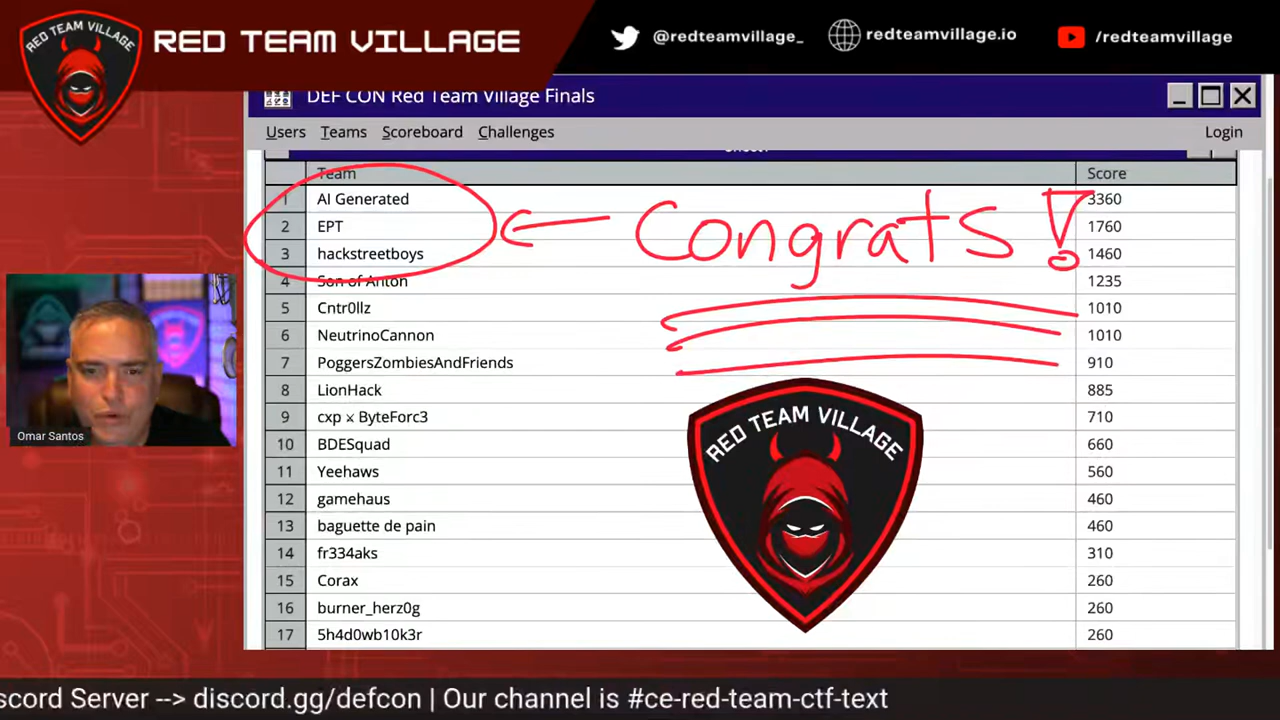 RED TEAM VILLAGE
RED TEAM VILLAGE
@redteamvillage_
redteamvillage.io
/redteamvillage
DEF CON Red Team Village Finals
Users Teams Scoreboard Challenges Login
Team Score
1 AI Generated 3360
2 EPT 1760
3 hackstreetboys 1460
Congrats!
4 Son of Anton 1235
5 Cntr0llz 1010
6 NeutrinoCannon 1010
7 PoggersZombiesAndFriends 910
8 LionHack 885
9 cxp x ByteForc3 710
10 BDESquad 660
11 Yeehaws 560
12 gamehaus 460
13 baguette de pain 460
14 fr334aks 310
15 Corax 260
16 burner_herz0g 260
17 5h4d0wb10k3r 260
RED TEAM VILLAGE
Omar Santos
scord Server --> discord.gg/defcon | Our channel is #ce-red-team-ctf-text